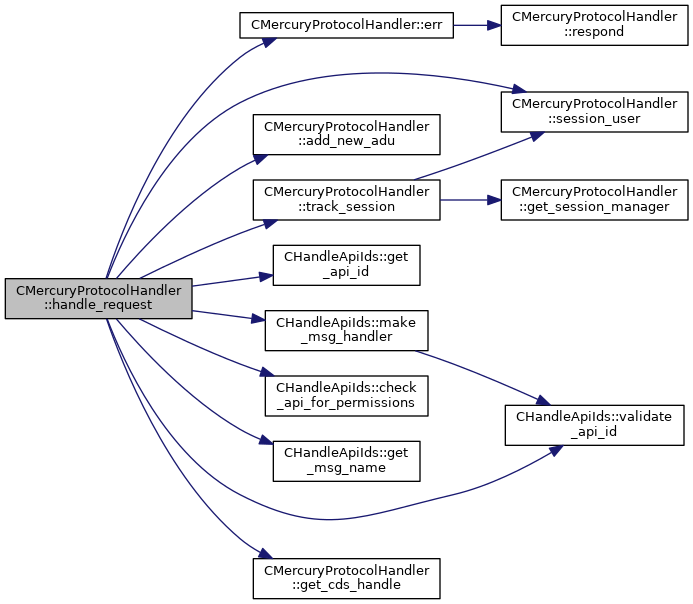 CMercuryProtocolHandler
::handle_request
CMercuryProtocolHandler::err
CMercuryProtocolHandler
::respond
CMercuryProtocolHandler
::session_user
CMercuryProtocolHandler
::add_new_adu
CMercuryProtocolHandler
::track_session
CMercuryProtocolHandler
::get_session_manager
CHandleApiIds::get
_api_id
CHandleApiIds::make
_msg_handler
CHandleApiIds::check
_api_for_permissions
CHandleApiIds::validate
_api_id
CHandleApiIds::get
_msg_name
CMercuryProtocolHandler
::get_cds_handle